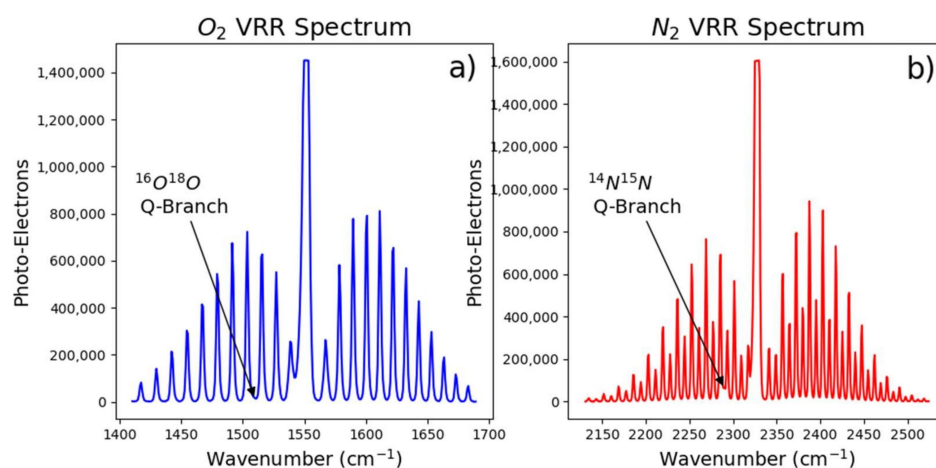 O₂ VRR Spectrum
a)
Photo-Electrons
1,400,000
1,200,000
1,000,000
800,000
600,000
400,000
200,000
0
¹⁶O¹⁸O
Q-Branch
1400 1450 1500 1550 1600 1650 1700
Wavenumber (cm⁻¹)
N₂ VRR Spectrum
b)
Photo-Electrons
1,600,000
1,400,000
1,200,000
1,000,000
800,000
600,000
400,000
200,000
0
¹⁴N¹⁵N
Q-Branch
2150 2200 2250 2300 2350 2400 2450 2500
Wavenumber (cm⁻¹)